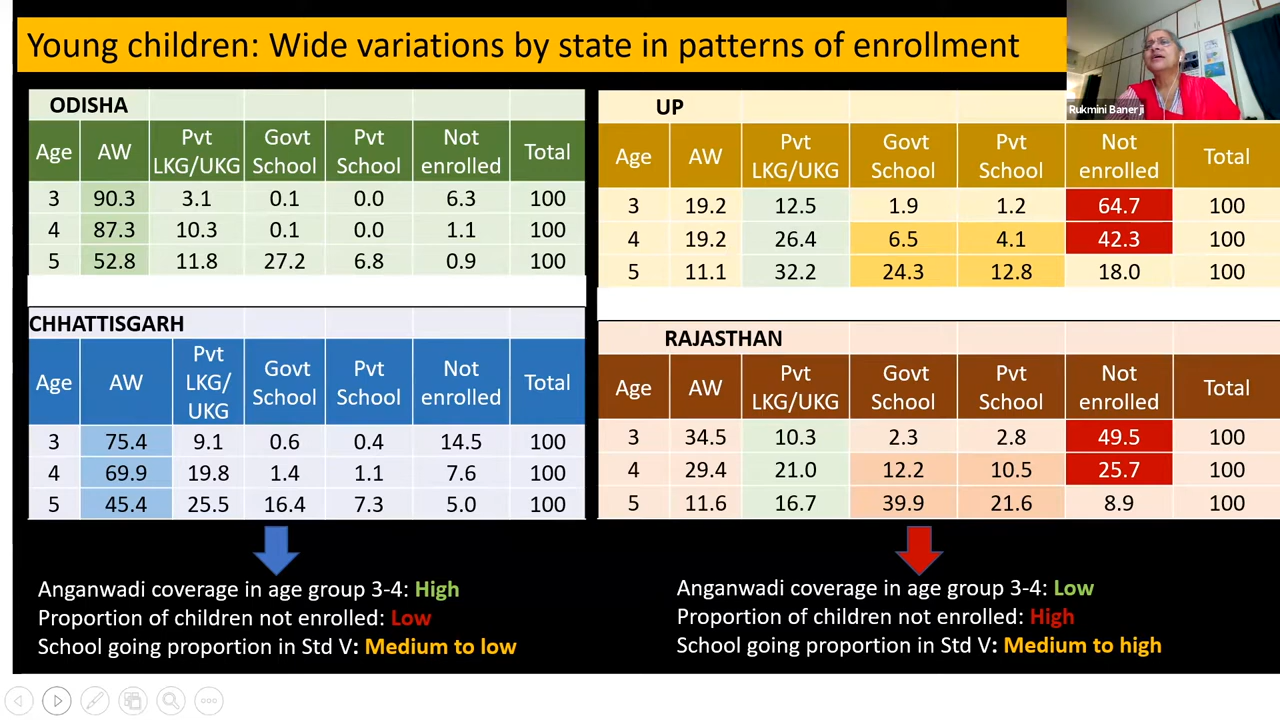 Young children: Wide variations by state in patterns of enrollment
Rukmini Banerji
ODISHA
Age AW Pvt LKG/UKG Govt School Pvt School Not enrolled Total
3 90.3 3.1 0.1 0.0 6.3 100
4 87.3 10.3 0.1 0.0 1.1 100
5 52.8 11.8 27.2 6.8 0.9 100
UP
Age AW Pvt LKG/UKG Govt School Pvt School Not enrolled Total
3 19.2 12.5 1.9 1.2 64.7 100
4 19.2 26.4 6.5 4.1 42.3 100
5 11.1 32.2 24.3 12.8 18.0 100
CHHATTISGARH
Age AW Pvt LKG/ UKG Govt School Pvt School Not enrolled Total
3 75.4 9.1 0.6 0.4 14.5 100
4 69.9 19.8 1.4 1.1 7.6 100
5 45.4 25.5 16.4 7.3 5.0 100
RAJASTHAN
Age AW Pvt LKG/UKG Govt School Pvt School Not enrolled Total
3 34.5 10.3 2.3 2.8 49.5 100
4 29.4 21.0 12.2 10.5 25.7 100
5 11.6 16.7 39.9 21.6 8.9 100
Anganwadi coverage in age group 3-4: High
Proportion of children not enrolled: Low
School going proportion in Std V: Medium to low
Anganwadi coverage in age group 3-4: Low
Proportion of children not enrolled: High
School going proportion in Std V: Medium to high